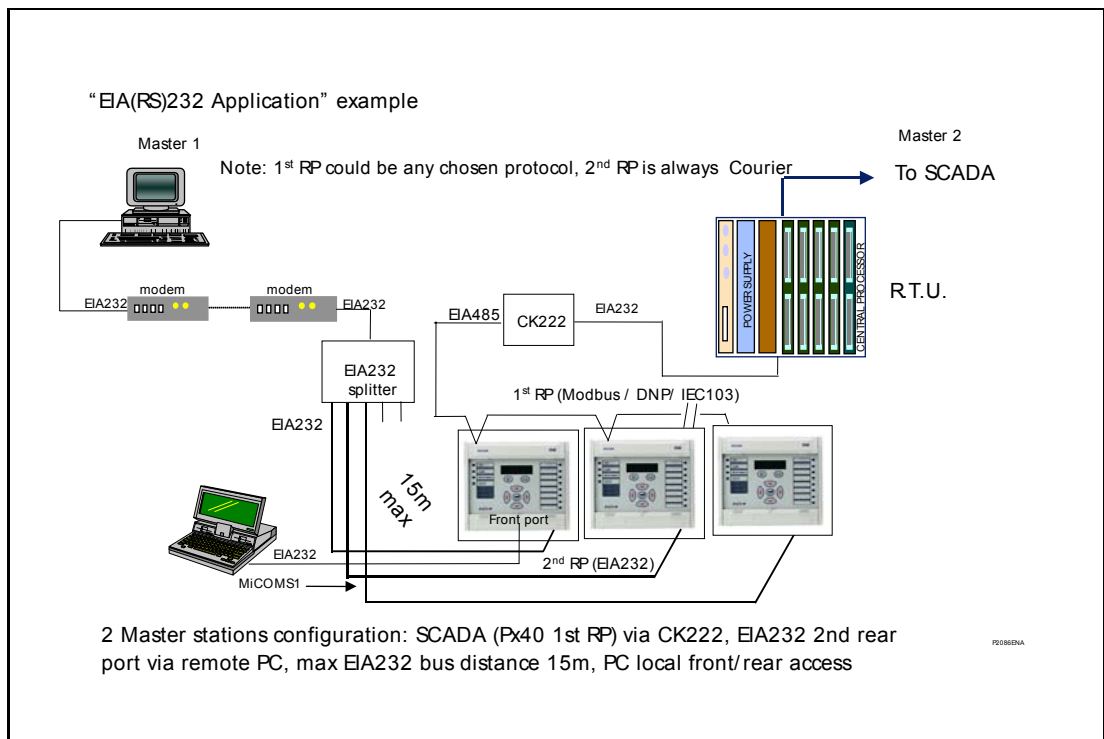 “EIA(RS)232 Application” example
Master 1
Master 2
Note: 1st RP could be any chosen protocol, 2nd RP is always Courier
To SCADA
POWER SUPPLY
CENTRAL PROCESSOR
R.T.U.
modem
modem
EIA232
EIA232
EIA485
CK222
EIA232
EIA232
splitter
1st RP (Modbus / DNP/ IEC103)
EIA232
15m
max
Front port
EIA232
2nd RP (EIA232)
MiCOMS1
2 Master stations configuration: SCADA (Px40 1st RP) via CK222, EIA232 2nd rear
port via remote PC, max EIA232 bus distance 15m, PC local front/rear access
P2086ENA